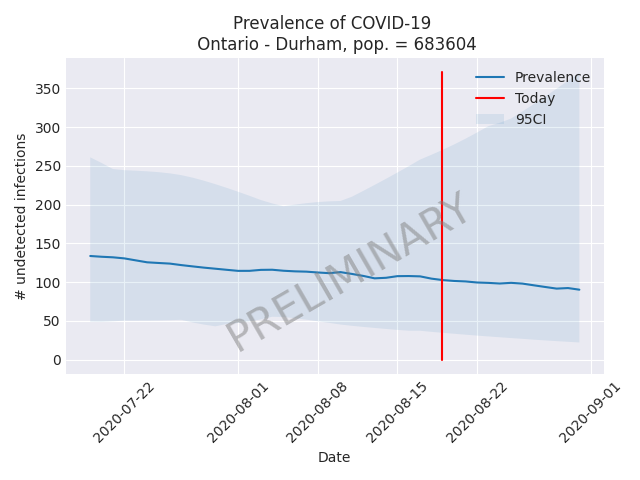 Prevalence of COVID-19
Ontario - Durham, pop. = 683604
Prevalence
Today
95CI
350
300
250
200
150
100
50
0
# undetected infections
PRELIMINARY
2020-07-22
2020-08-01
2020-08-08
2020-08-15
2020-08-22
2020-09-01
Date